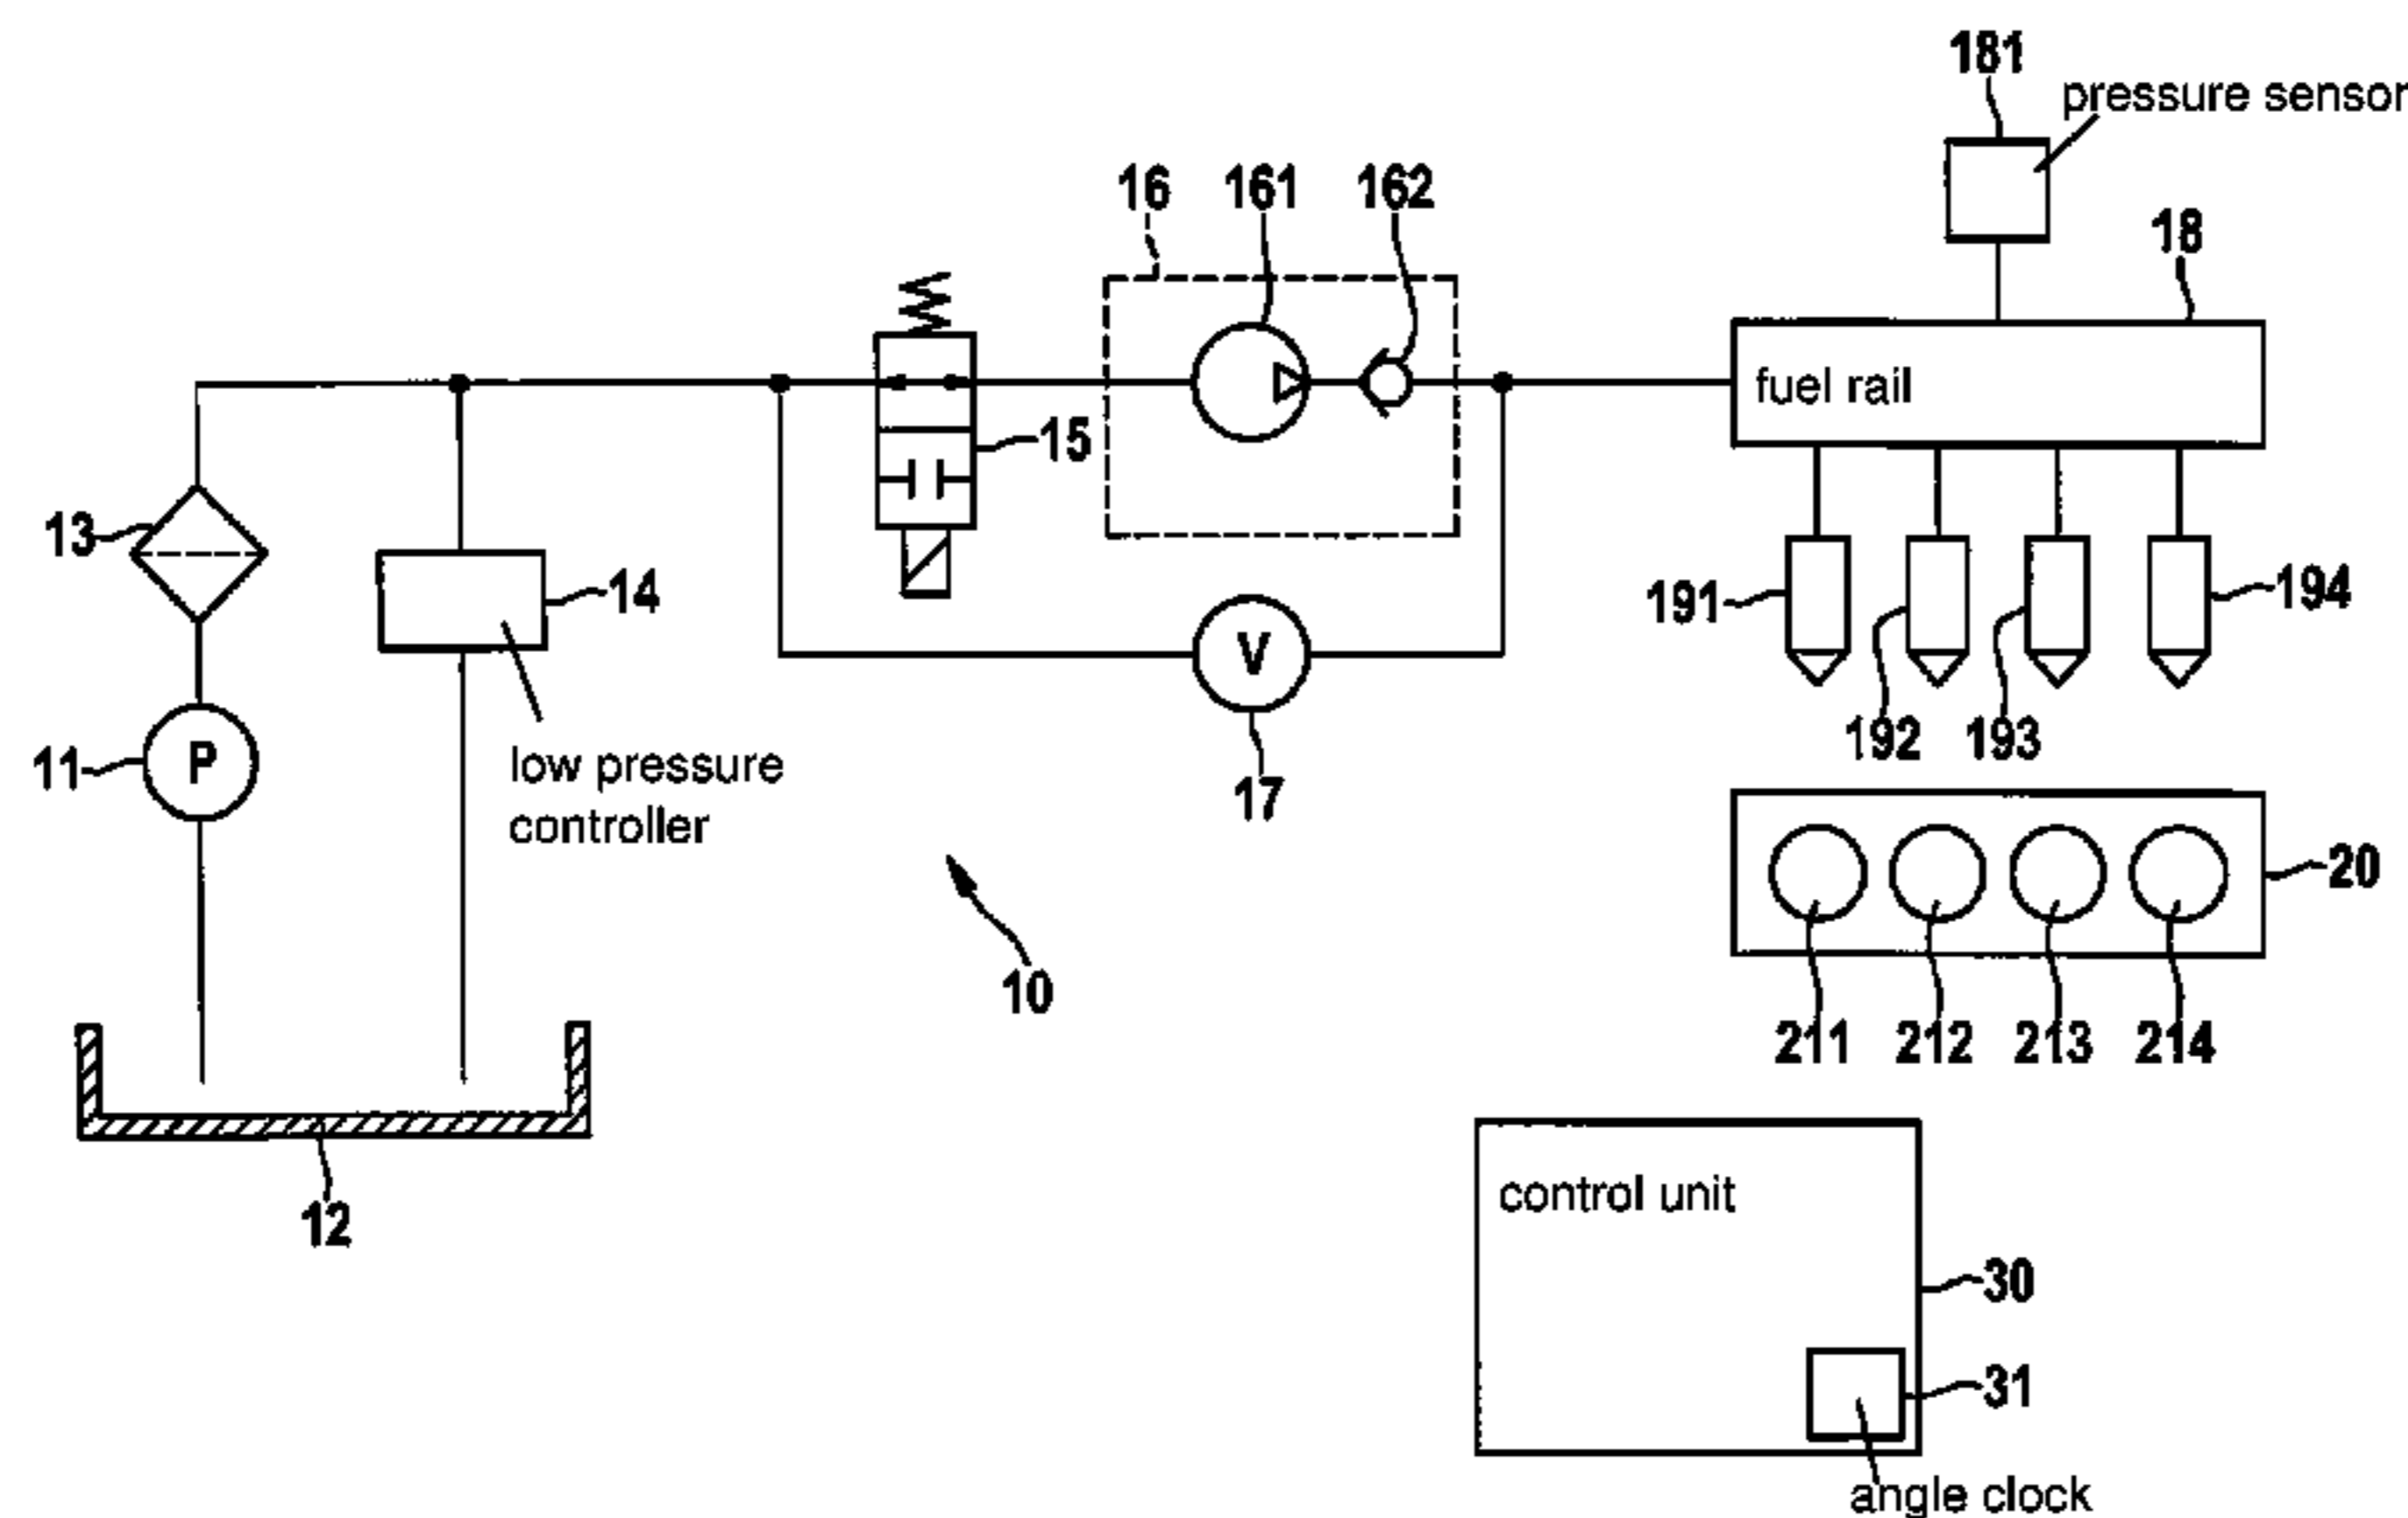 181
pressure sensor
16 161 162
18
fuel rail
15
13
14
191
194
192 193
11
P
V
low pressure
controller
17
20
10
211 212 213 214
12
control unit
30
31
angle clock